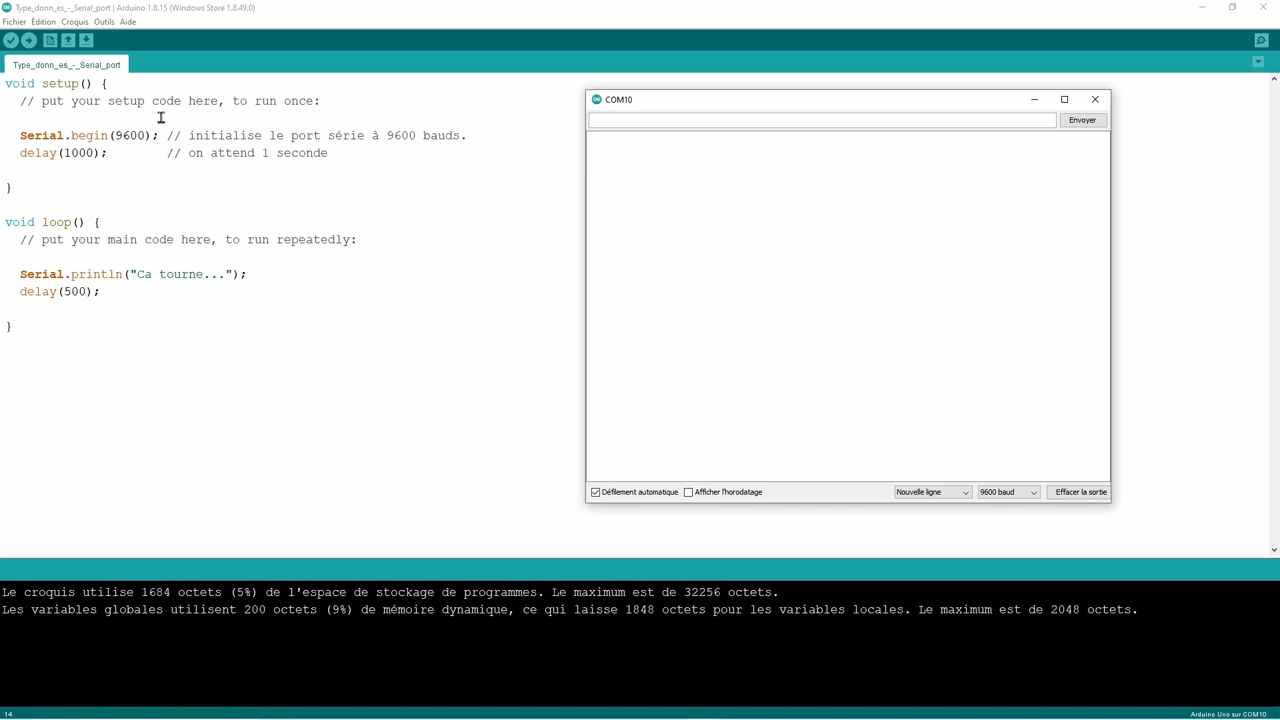 Type_donn_es_-_Serial_port | Arduino 1.8.15 (Windows Store 1.8.49.0)
Fichier Édition Croquis Outils Aide
Type_donn_es_-_Serial_port
void setup() {
// put your setup code here, to run once:
Serial.begin(9600); // initialise le port série à 9600 bauds.
delay(1000); // on attend 1 seconde
}
void loop() {
// put your main code here, to run repeatedly:
Serial.println("Ca tourne...");
delay(500);
}
COM10
Envoyer
Défilement automatique Afficher l'horodatage Nouvelle ligne 9600 baud Effacer la sortie
Le croquis utilise 1684 octets (5%) de l'espace de stockage de programmes. Le maximum est de 32256 octets.
Les variables globales utilisent 200 octets (9%) de mémoire dynamique, ce qui laisse 1848 octets pour les variables locales. Le maximum est de 2048 octets.
14 Arduino Uno sur COM10